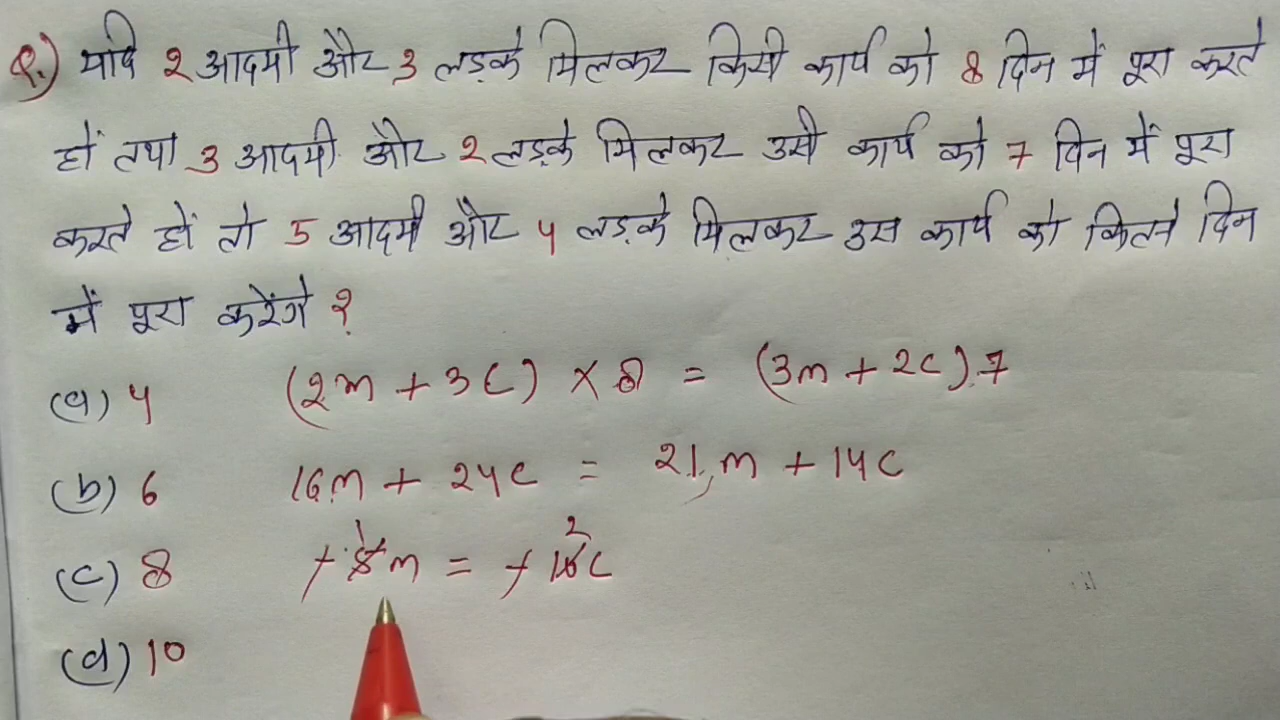 Q.) यदि 2 आदमी और 3 लड़के मिलकर किसी कार्य को 8 दिन में पूरा करते
हों तथा 3 आदमी और 2 लड़के मिलकर उसी कार्य को 7 दिन में पूरा
करते हों तो 5 आदमी और 4 लड़के मिलकर उस कार्य को कितने दिन
में पूरा करेंगे ?
(a) 4 (2m + 3C) × 8 = (3m + 2C).7
(b) 6 16m + 24C = 21m + 14C
(c) 8 +5m = +10C
1 2
(d) 10